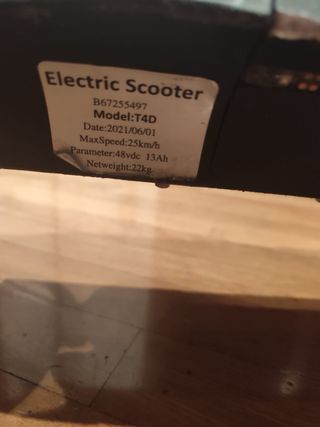 Electric Scooter
B67255497
Model:T4D
Date:2021/06/01
MaxSpeed:25km/h
Parameter:48vdc 13Ah
Netweight:22kg.